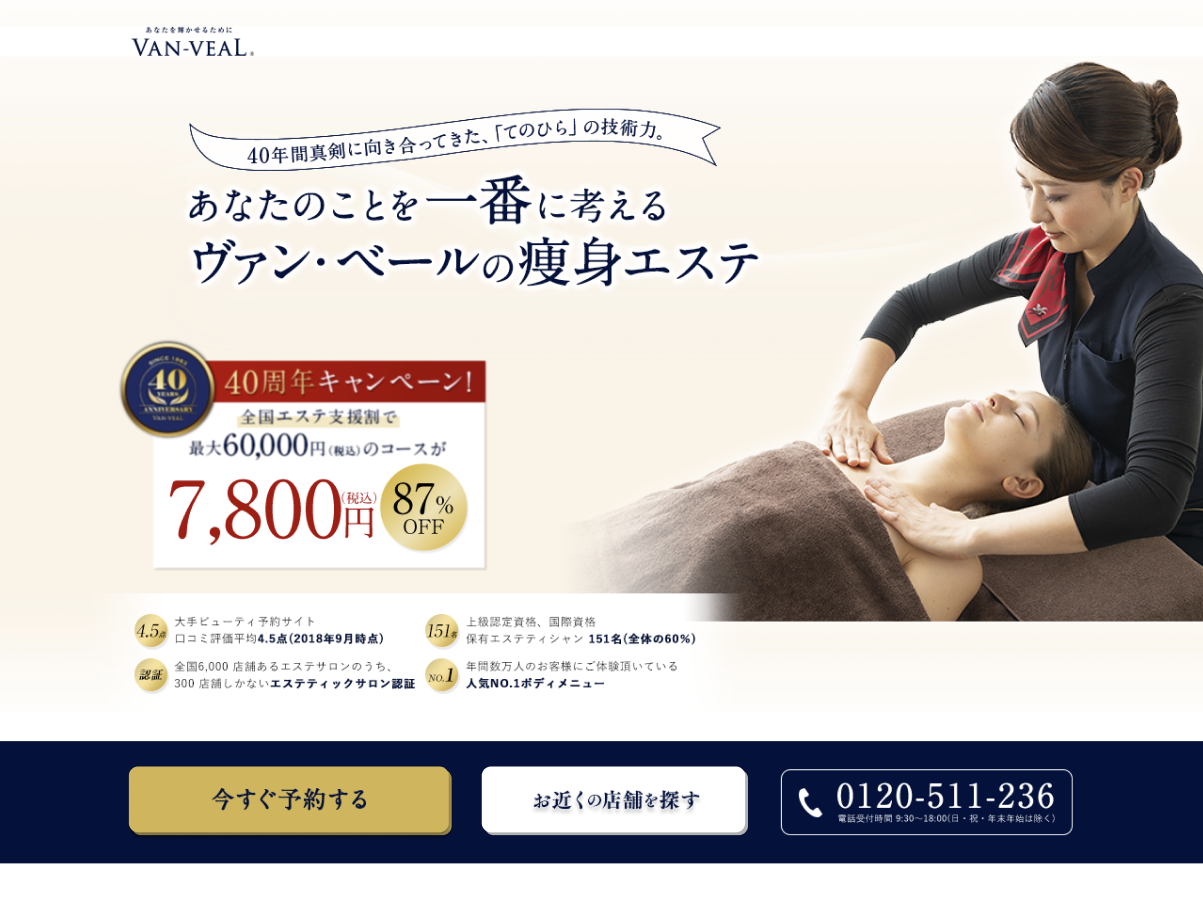 あなたを輝かせるために
VAN-VEAL®
40年間真剣に向き合ってきた、「てのひら」の技術力。
あなたのことを一番に考える
ヴァン・ベールの痩身エステ
SINCE 1983
40
YEARS
ANNIVERSARY
VAN-VEAL
40周年キャンペーン!
全国エステ支援割で
最大60,000円(税込)のコースが
7,800円(税込)
87%
OFF
4.5点
大手ビューティ予約サイト
口コミ評価平均4.5点(2018年9月時点)
151名
上級認定資格、国際資格
保有エステティシャン 151名(全体の60%)
認証
全国6,000 店舗あるエステサロンのうち、
300 店舗しかないエステティックサロン認証
NO.1
年間数万人のお客様にご体験頂いている
人気NO.1ボディメニュー
今すぐ予約する
お近くの店舗を探す
0120-511-236
電話受付時間 9:30〜18:00(日・祝・年末年始は除く)